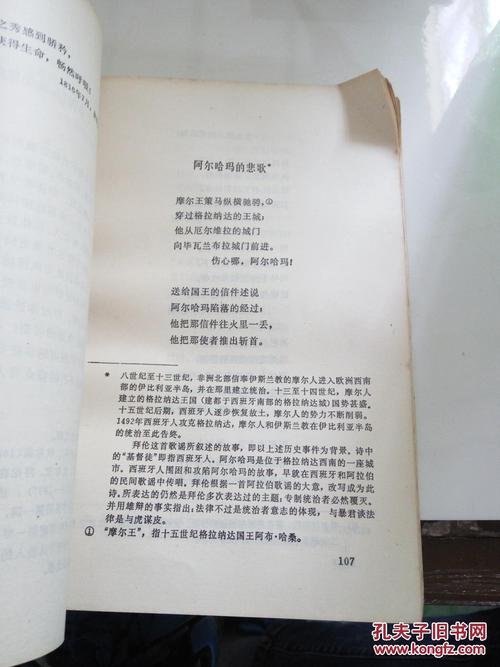 之秀感到骄矜，
获得生命，畅然呼吸！
1816年7月，
阿尔哈玛的悲歌*
摩尔王策马纵横驰骋，①
穿过格拉纳达的王城；
他从厄尔维拉的城门
向毕瓦兰布拉城门前进。
伤心哪，阿尔哈玛！
送给国王的信件述说
阿尔哈玛陷落的经过；
他把那信件往火里一丢，
他把那使者推出斩首。
* 八世纪至十三世纪，非洲北部信奉伊斯兰教的摩尔人进入欧洲西南
部的伊比利亚半岛，并在那里建立统治。十三至十四世纪，摩尔人
建立的格拉纳达王国（建都于西班牙南部的格拉纳达城）国势甚盛。
十五世纪后期，西班牙人逐步恢复故土，摩尔人的势力不断削弱。
1492年西班牙人攻克格拉纳达，摩尔人和伊斯兰教在伊比利亚半岛
的统治至此告终。
拜伦这首歌谣所叙述的故事，即以上述历史事件为背景。诗中
的“基督徒”即指西班牙人。阿尔哈玛是位于格拉纳达西南的一座城
市。西班牙人围困和攻陷阿尔哈玛的故事，曾在西班牙和阿拉伯
的民间歌谣中传唱。拜伦根据一首阿拉伯歌谣的大意，改写成为此
诗。所表达的仍然是拜伦多次表达过的主题：专制统治者必然覆灭。
并用雄辩的事实指出：法律不过是统治者意志的体现，与暴君谈法
律是与虎谋皮。
① “摩尔王”，指十五世纪格拉纳达国王阿布·哈桑。
107
孔夫子旧书网
www.kongfz.com